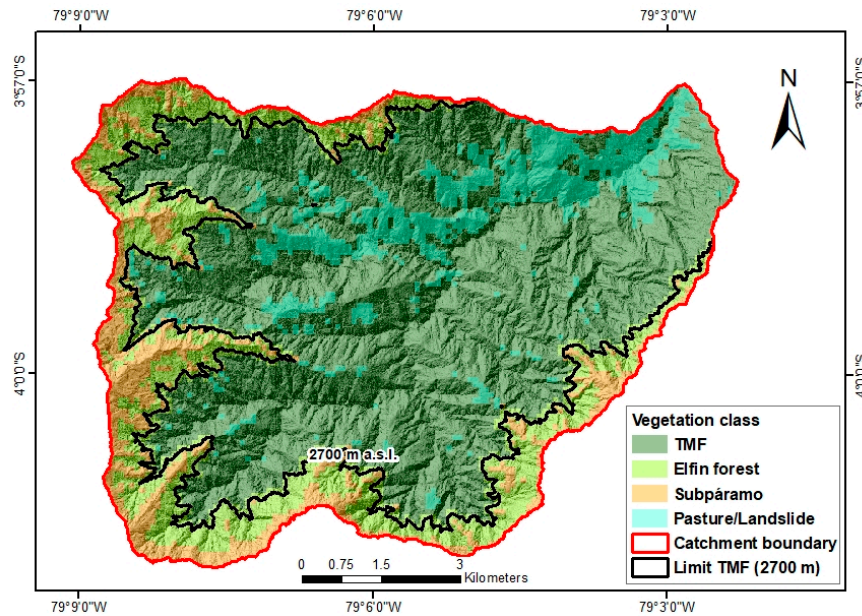 79°9'0"W 79°6'0"W 79°3'0"W
3°57'0"S
3°57'0"S
N
4°0'0"S
4°0'0"S
2700 m a.s.l.
Vegetation class
TMF
Elfin forest
Subpáramo
Pasture/Landslide
Catchment boundary
Limit TMF (2700 m)
0 0.75 1.5 3
Kilometers
79°9'0"W 79°6'0"W 79°3'0"W